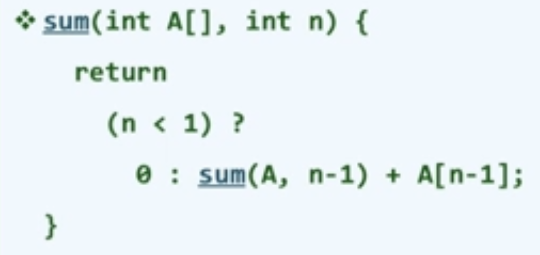 ❖ sum(int A[], int n) {
return
(n < 1) ?
0 : sum(A, n-1) + A[n-1];
}